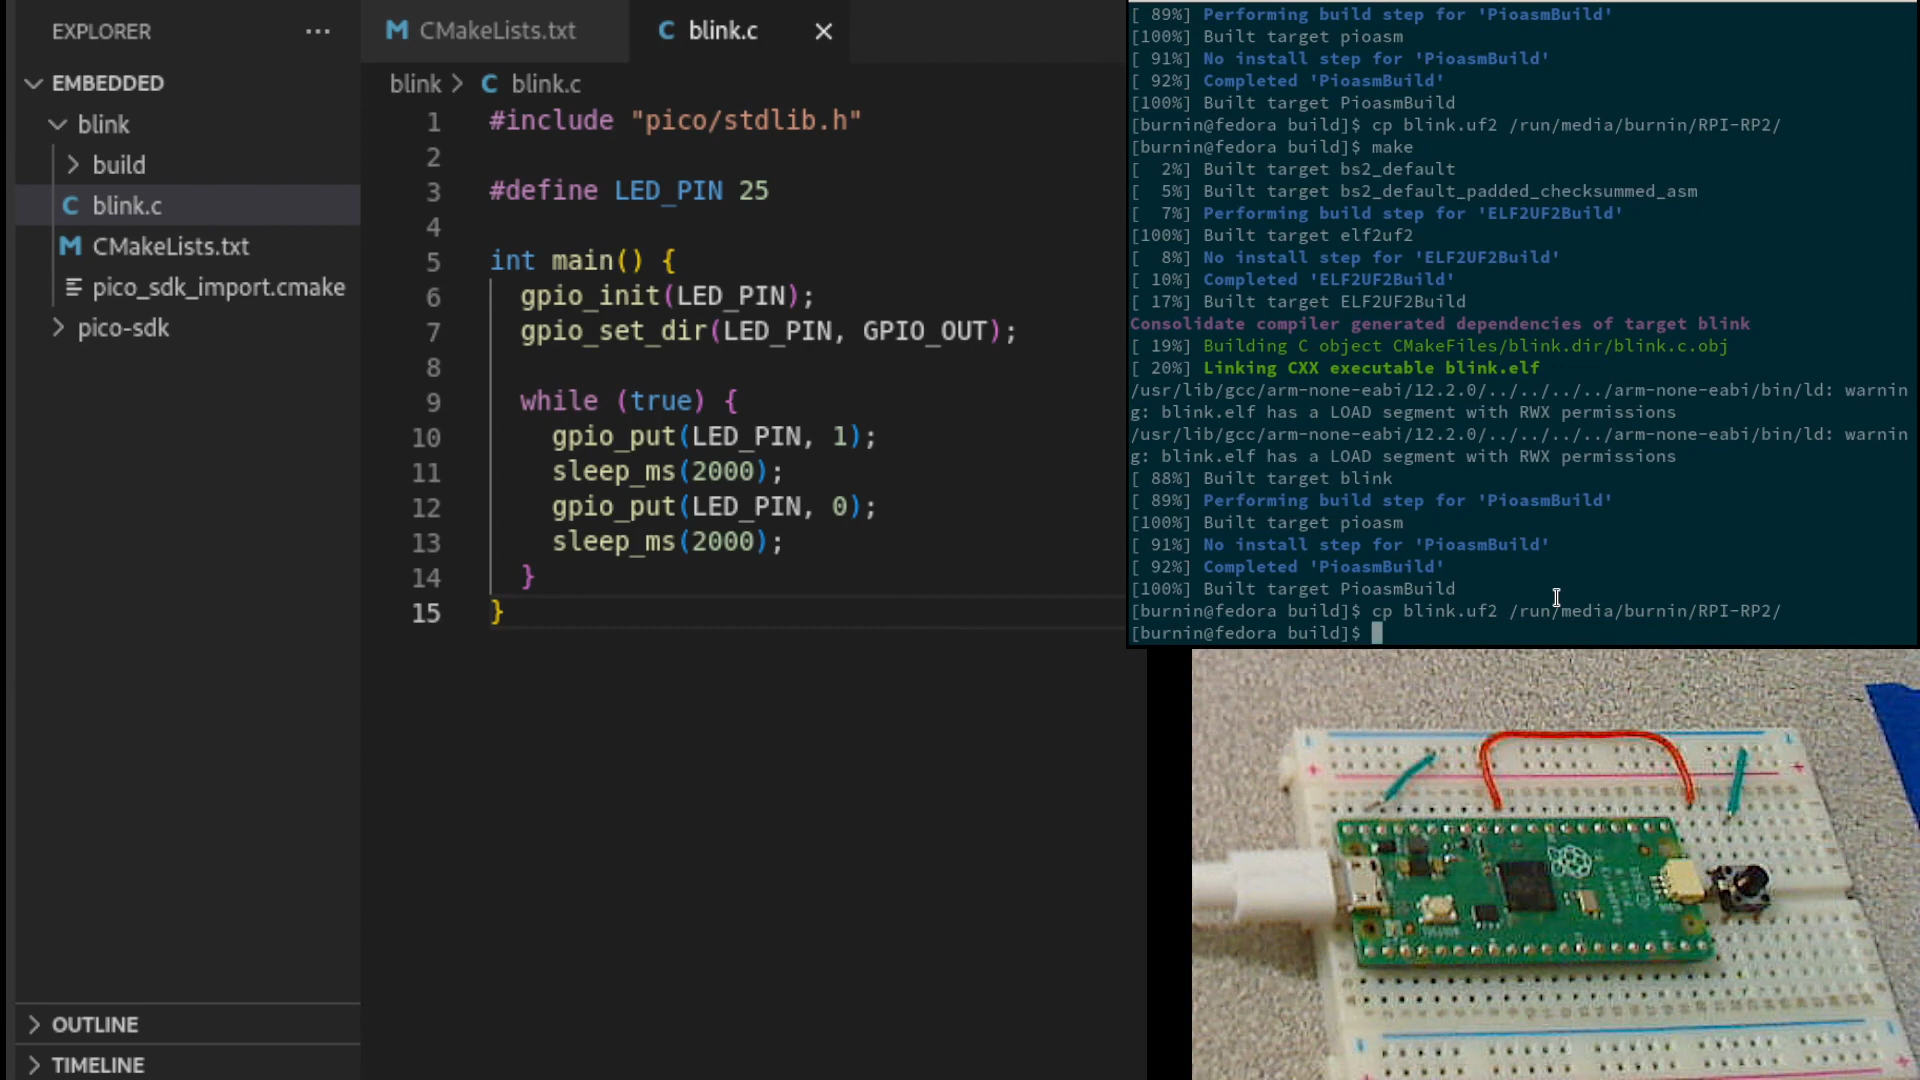 EXPLORER
EMBEDDED
blink
build
blink.c
CMakeLists.txt
pico_sdk_import.cmake
pico-sdk
OUTLINE
TIMELINE
CMakeLists.txt
blink.c
blink > C blink.c
1 #include "pico/stdlib.h"
2
3 #define LED_PIN 25
4
5 int main() {
6 gpio_init(LED_PIN);
7 gpio_set_dir(LED_PIN, GPIO_OUT);
8
9 while (true) {
10 gpio_put(LED_PIN, 1);
11 sleep_ms(2000);
12 gpio_put(LED_PIN, 0);
13 sleep_ms(2000);
14 }
15 }
[ 89%] Performing build step for 'PioasmBuild'
[100%] Built target pioasm
[ 91%] No install step for 'PioasmBuild'
[ 92%] Completed 'PioasmBuild'
[100%] Built target PioasmBuild
[burnin@fedora build]$ cp blink.uf2 /run/media/burnin/RPI-RP2/
[burnin@fedora build]$ make
[  2%] Built target bs2_default
[  5%] Built target bs2_default_padded_checksummed_asm
[  7%] Performing build step for 'ELF2UF2Build'
[100%] Built target elf2uf2
[  8%] No install step for 'ELF2UF2Build'
[ 10%] Completed 'ELF2UF2Build'
[ 17%] Built target ELF2UF2Build
Consolidate compiler generated dependencies of target blink
[ 19%] Building C object CMakeFiles/blink.dir/blink.c.obj
[ 20%] Linking CXX executable blink.elf
/usr/lib/gcc/arm-none-eabi/12.2.0/../../../../arm-none-eabi/bin/ld: warnin
g: blink.elf has a LOAD segment with RWX permissions
/usr/lib/gcc/arm-none-eabi/12.2.0/../../../../arm-none-eabi/bin/ld: warnin
g: blink.elf has a LOAD segment with RWX permissions
[ 88%] Built target blink
[ 89%] Performing build step for 'PioasmBuild'
[100%] Built target pioasm
[ 91%] No install step for 'PioasmBuild'
[ 92%] Completed 'PioasmBuild'
[100%] Built target PioasmBuild
[burnin@fedora build]$ cp blink.uf2 /run/media/burnin/RPI-RP2/
[burnin@fedora build]$